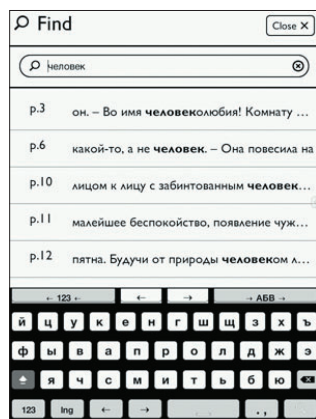 Find
Close X
человек
p.3 он. – Во имя человеколюбия! Комнату ...
p.6 какой-то, а не человек. – Она повесила на
p.10 лицом к лицу с забинтованным человек...
p.11 малейшее беспокойство, появление чуж...
p.12 пятна. Будучи от природы человеком л...
← 123 ← ← → → АБВ →
й ц у к е н г ш щ з х ъ
ф ы в а п р о л д ж э
я ч с м и т ь б ю
123 lng ← → . ,